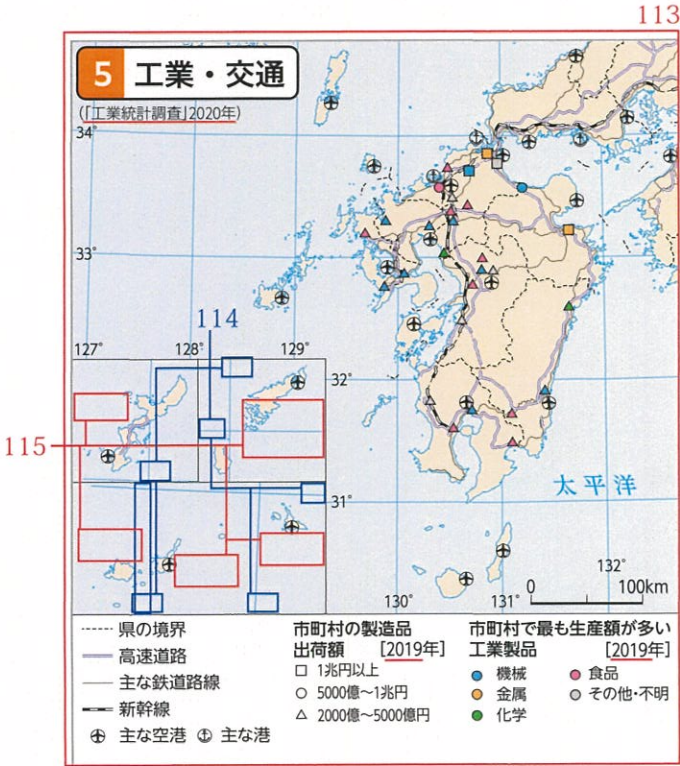 113
5 工業・交通
(「工業統計調査」2020年)
34°
33°
114
127° 128° 129°
32°
115
31°
太平洋
132°
0 100km
130° 131°
県の境界
高速道路
主な鉄道路線
新幹線
主な空港 主な港
市町村の製造品
出荷額 [2019年]
1兆円以上
5000億〜1兆円
2000億〜5000億円
市町村で最も生産額が多い
工業製品 [2019年]
機械 食品
金属 その他・不明
化学